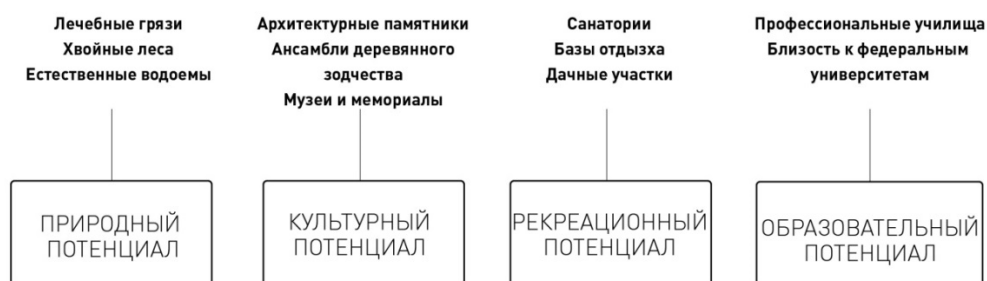 Лечебные грязи
Хвойные леса
Естественные водоемы
Архитектурные памятники
Ансамбли деревянного
зодчества
Музеи и мемориалы
Санатории
Базы отдызха
Дачные участки
Профессиональные училища
Близость к федеральным
университетам
ПРИРОДНЫЙ
ПОТЕНЦИАЛ
КУЛЬТУРНЫЙ
ПОТЕНЦИАЛ
РЕКРЕАЦИОННЫЙ
ПОТЕНЦИАЛ
ОБРАЗОВАТЕЛЬНЫЙ
ПОТЕНЦИАЛ